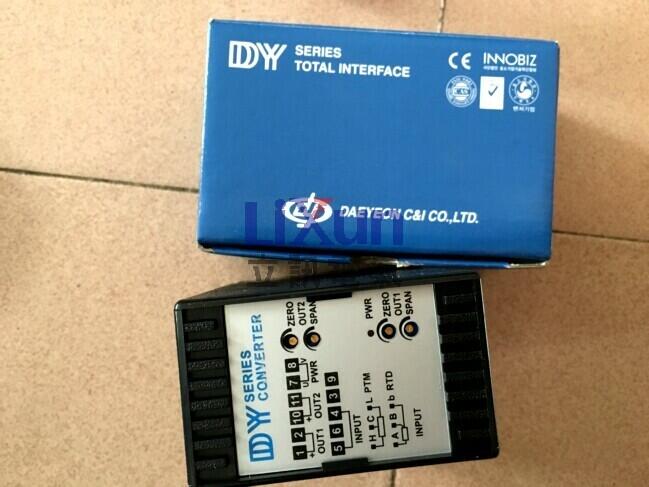 DY SERIES
TOTAL INTERFACE
CE
INNOBIZ
DAEYEON C&I CO.,LTD.
LiXun
DY SERIES
CONVERTER
ZERO
OUT2
SPAN
PWR
ZERO
OUT1
SPAN
1 2 10 11 7 8
OUT1 OUT2 PWR
5 6 4 3 9
INPUT
H C L PTM
A B b RTD
INPUT